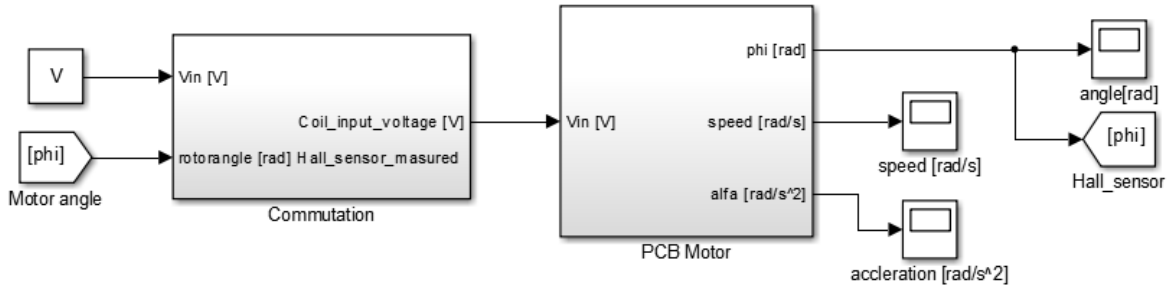 V
Vin [V]
Coil_input_voltage [V]
[phi]
rotorangle [rad] Hall_sensor_masured
Motor angle
Commutation
Vin [V]
phi [rad]
speed [rad/s]
alfa [rad/s^2]
PCB Motor
angle[rad]
speed [rad/s]
[phi]
Hall_sensor
accleration [rad/s^2]